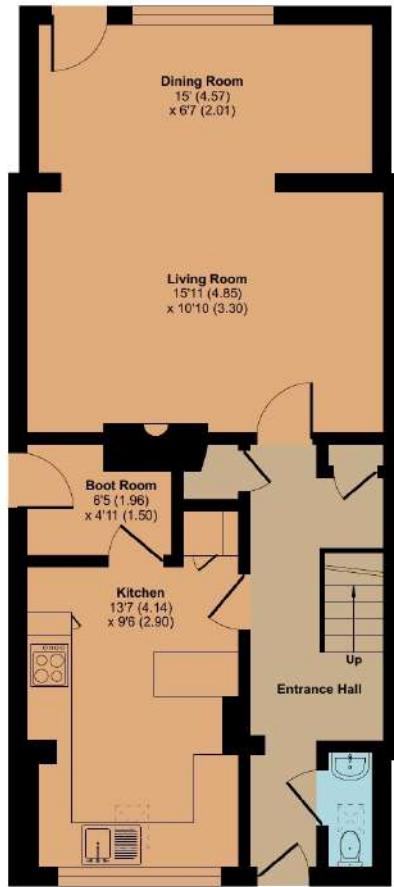 Dining Room
15' (4.57)
x 6'7 (2.01)
Living Room
15'11 (4.85)
x 10'10 (3.30)
Boot Room
6'5 (1.96)
x 4'11 (1.50)
Kitchen
13'7 (4.14)
x 9'6 (2.90)
Up
Entrance Hall